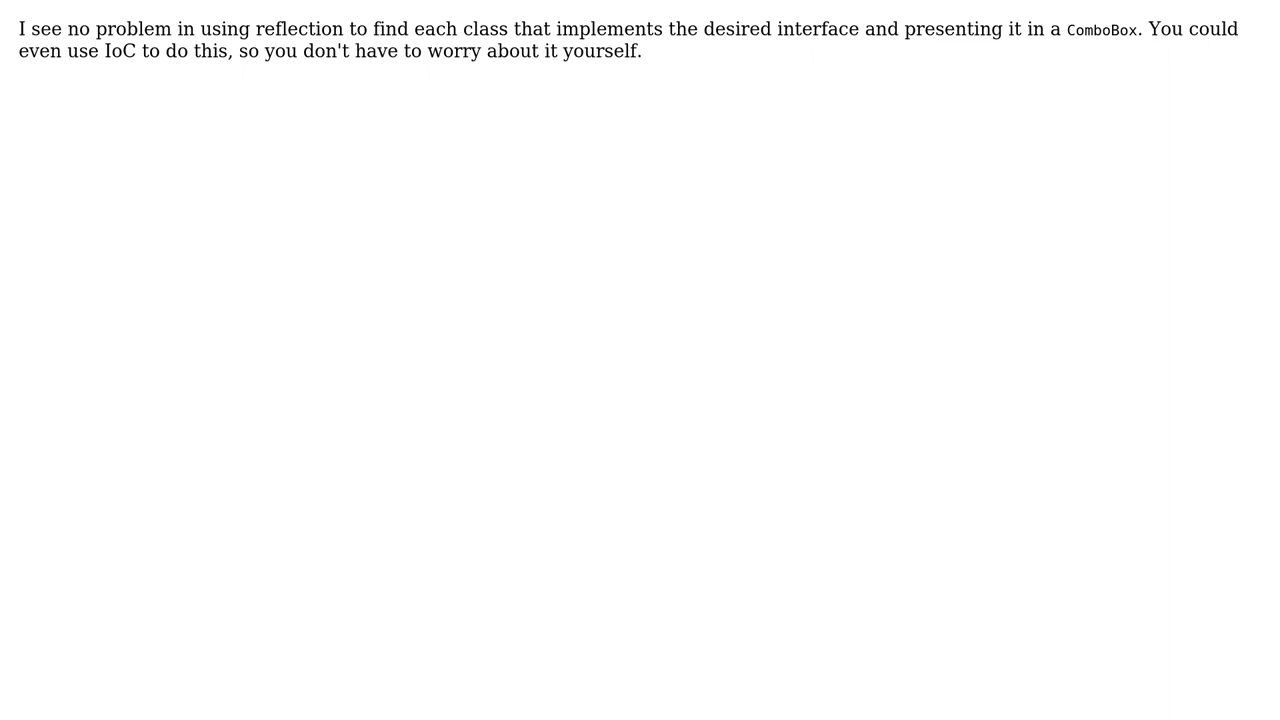 I see no problem in using reflection to find each class that implements the desired interface and presenting it in a ComboBox. You could
even use IoC to do this, so you don't have to worry about it yourself.